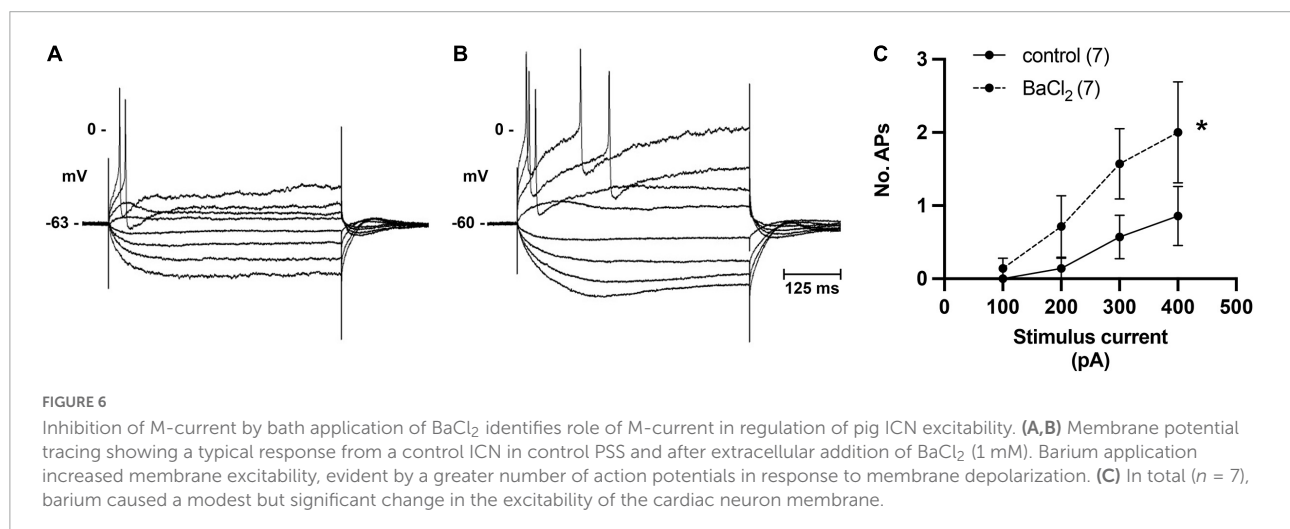 A
0 -
mV
-63 -
B
0 -
mV
-60 -
125 ms
C
control (7)
BaCl₂ (7)
3
2
1
0
No. APs
*
0 100 200 300 400 500
Stimulus current
(pA)
FIGURE 6
Inhibition of M-current by bath application of BaCl₂ identifies role of M-current in regulation of pig ICN excitability. (A,B) Membrane potential
tracing showing a typical response from a control ICN in control PSS and after extracellular addition of BaCl₂ (1 mM). Barium application
increased membrane excitability, evident by a greater number of action potentials in response to membrane depolarization. (C) In total (n = 7),
barium caused a modest but significant change in the excitability of the cardiac neuron membrane.